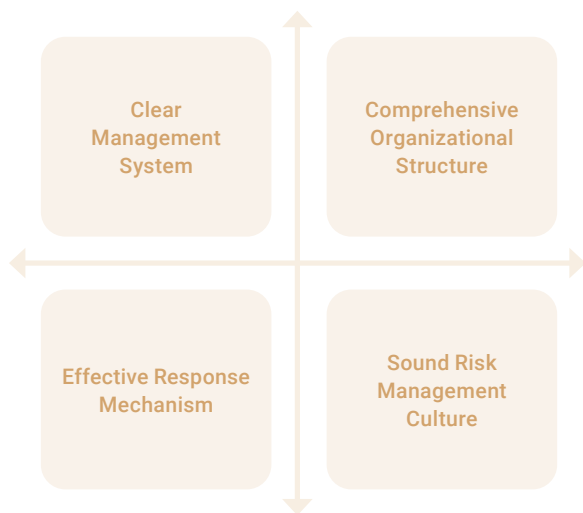 Clear
Management
System
Comprehensive
Organizational
Structure
Effective Response
Mechanism
Sound Risk
Management
Culture